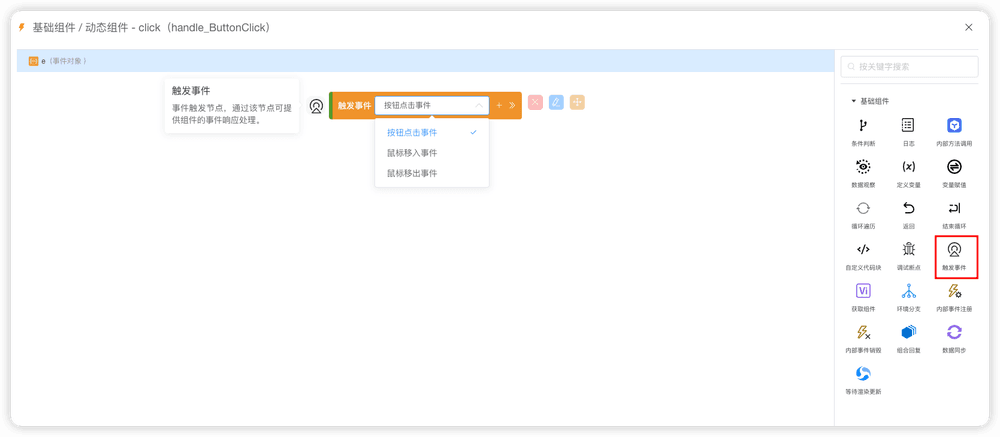 基础组件 / 动态组件 - click（handle_ButtonClick）
e（事件对象 ）
触发事件
事件触发节点，通过该节点可提
供组件的事件响应处理。
触发事件 按钮点击事件
按钮点击事件
鼠标移入事件
鼠标移出事件
按关键字搜索
基础组件
条件判断 日志 内部方法调用
数据观察 定义变量 变量赋值
循环遍历 返回 结束循环
自定义代码块 调试断点 触发事件
获取组件 环境分支 内部事件注册
内部事件销毁 组合回复 数据同步
等待渲染更新